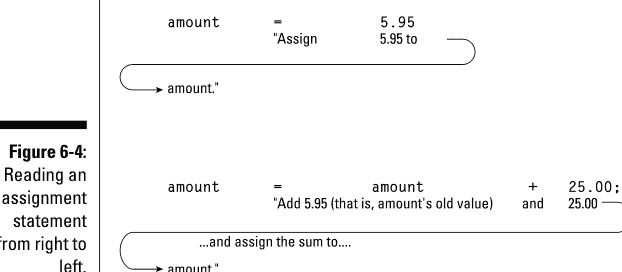 amount = 5.95
"Assign 5.95 to
amount."
Figure 6-4:
Reading an
assignment
statement
from right to
left.
amount = amount + 25.00;
"Add 5.95 (that is, amount's old value) and 25.00
...and assign the sum to....
amount."